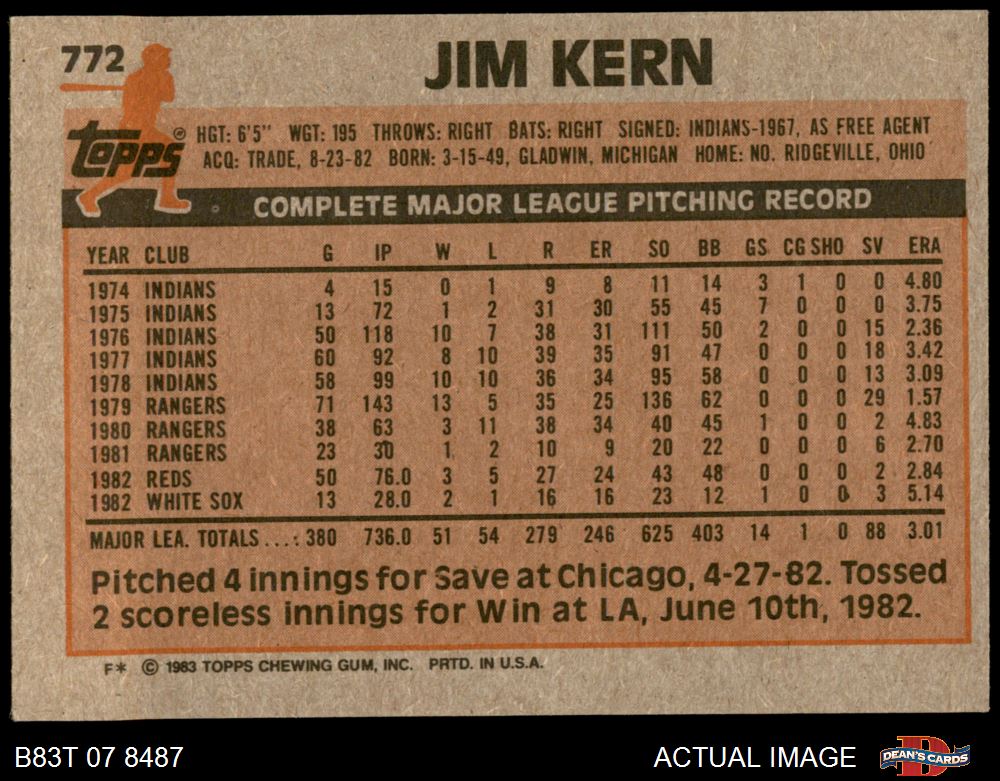 772
JIM KERN
topps®
HGT: 6'5" WGT: 195 THROWS: RIGHT BATS: RIGHT SIGNED: INDIANS-1967, AS FREE AGENT
ACQ: TRADE, 8-23-82 BORN: 3-15-49, GLADWIN, MICHIGAN HOME: NO. RIDGEVILLE, OHIO
COMPLETE MAJOR LEAGUE PITCHING RECORD
YEAR CLUB G IP W L R ER SO BB GS CG SHO SV ERA
1974 INDIANS 4 15 0 1 9 8 11 14 3 1 0 0 4.80
1975 INDIANS 13 72 1 2 31 30 55 45 7 0 0 0 3.75
1976 INDIANS 50 118 10 7 38 31 111 50 2 0 0 15 2.36
1977 INDIANS 60 92 8 10 39 35 91 47 0 0 0 18 3.42
1978 INDIANS 58 99 10 10 36 34 95 58 0 0 0 13 3.09
1979 RANGERS 71 143 13 5 35 25 136 62 0 0 0 29 1.57
1980 RANGERS 38 63 3 11 38 34 40 45 1 0 0 2 4.83
1981 RANGERS 23 30 1 2 10 9 20 22 0 0 0 6 2.70
1982 REDS 50 76.0 3 5 27 24 43 48 0 0 0 2 2.84
1982 WHITE SOX 13 28.0 2 1 16 16 23 12 1 0 0 3 5.14
MAJOR LEA. TOTALS .... 380 736.0 51 54 279 246 625 403 14 1 0 88 3.01
Pitched 4 innings for Save at Chicago, 4-27-82. Tossed
2 scoreless innings for Win at LA, June 10th, 1982.
F* © 1983 TOPPS CHEWING GUM, INC. PRTD. IN U.S.A.
B83T 07 8487 ACTUAL IMAGE DEAN'S CARDS